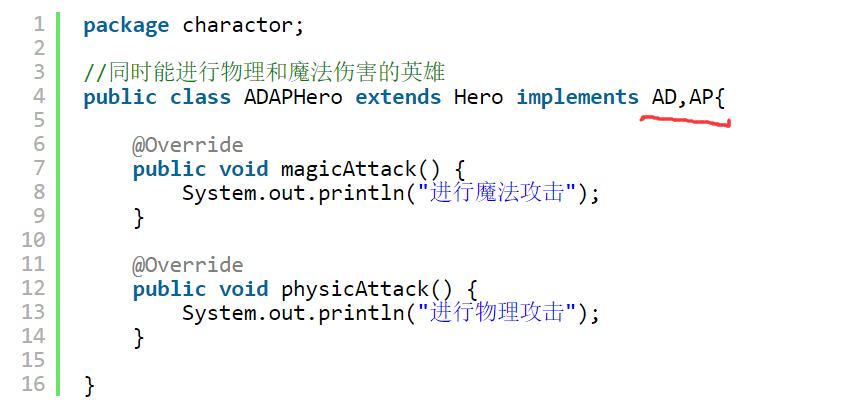 1 package charactor;
2
3 //同时能进行物理和魔法伤害的英雄
4 public class ADAPHero extends Hero implements AD,AP{
5
6 @Override
7 public void magicAttack() {
8 System.out.println("进行魔法攻击");
9 }
10
11 @Override
12 public void physicAttack() {
13 System.out.println("进行物理攻击");
14 }
15
16 }